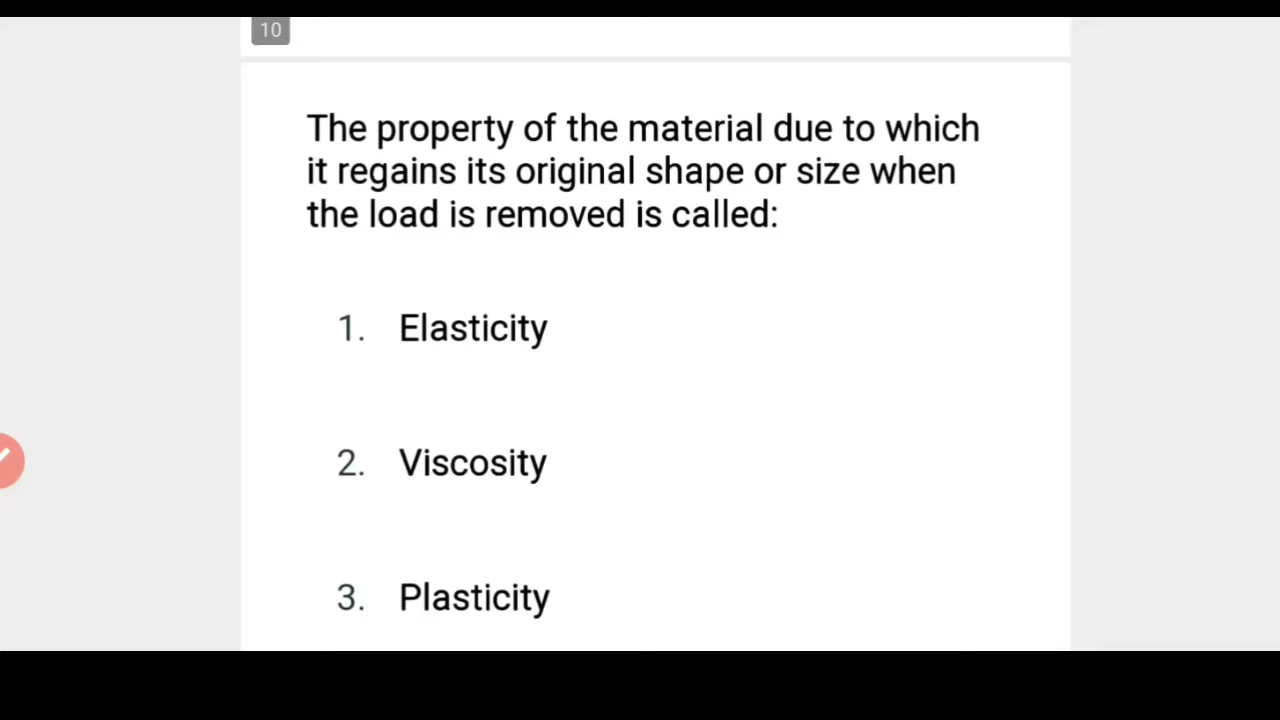 10
The property of the material due to which
it regains its original shape or size when
the load is removed is called:
1. Elasticity
2. Viscosity
3. Plasticity